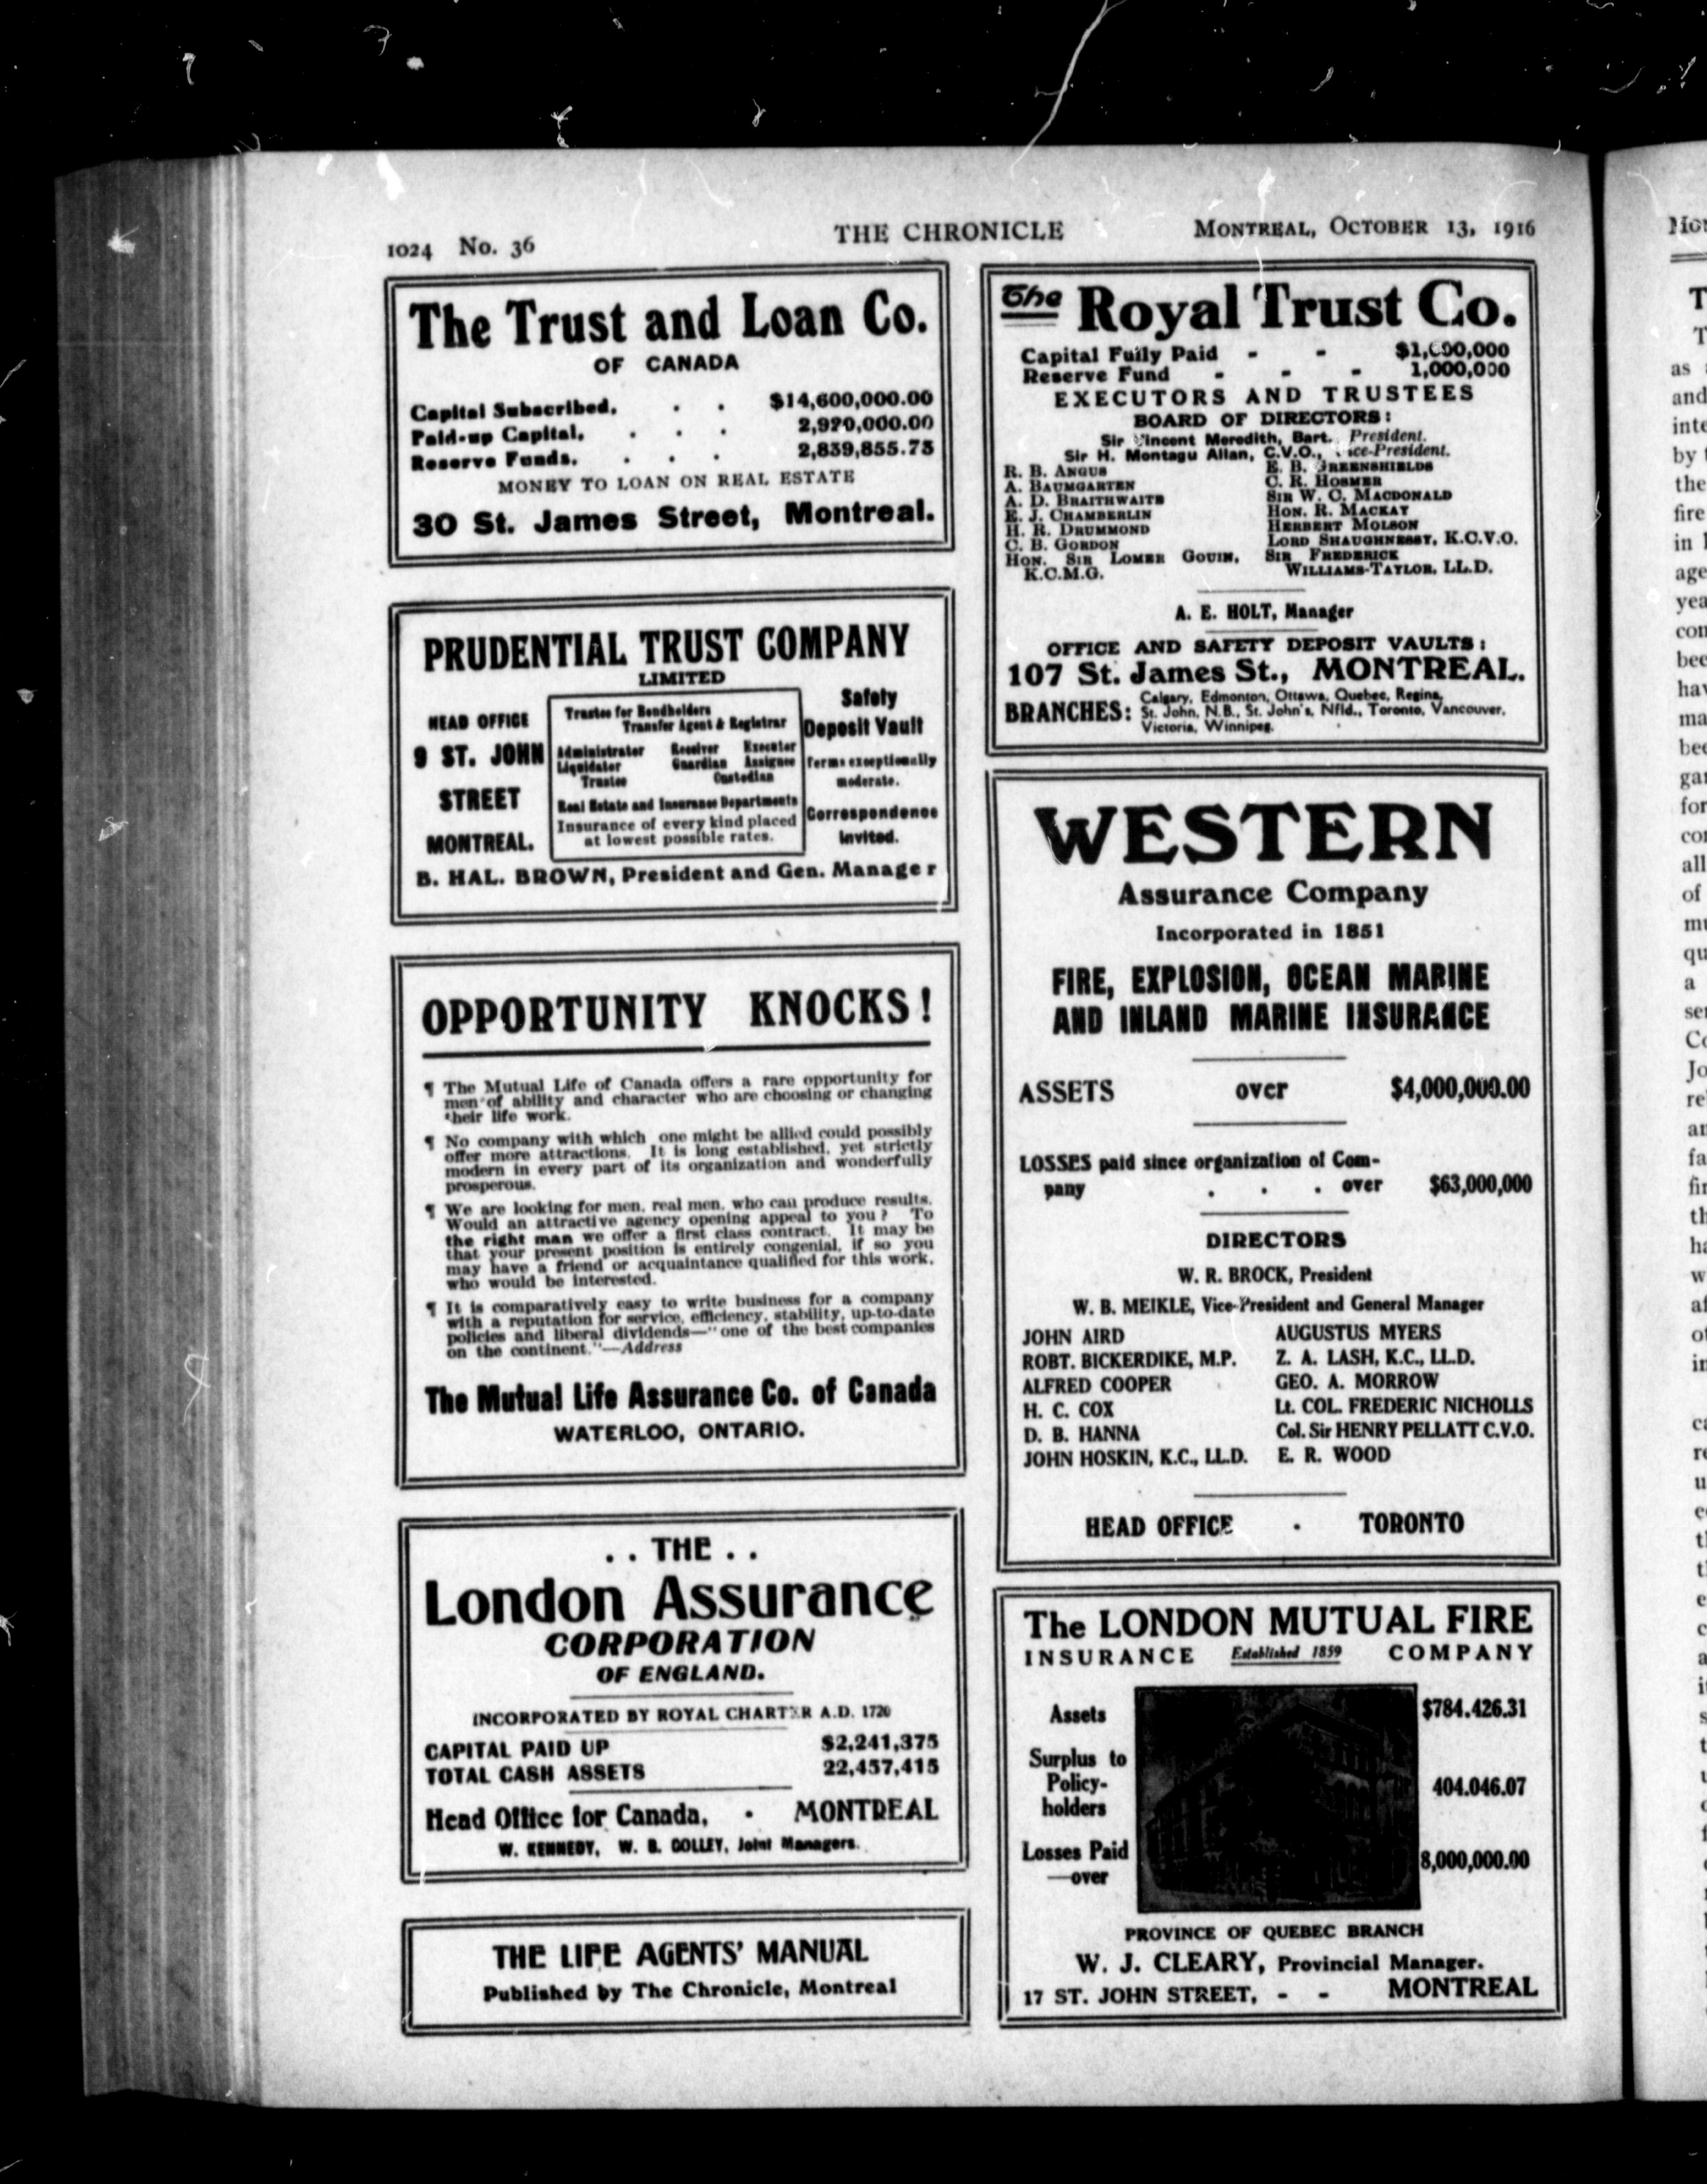 1024 No. 36
THE CHRONICLE
MONTREAL, OCTOBER 13, 1916
The Trust and Loan Co.
OF CANADA
Capital Subscribed, . . $14,600,000.00
Paid-up Capital, . . . 2,920,000.00
Reserve Funds, . . . 2,839,855.73
MONEY TO LOAN ON REAL ESTATE
30 St. James Street, Montreal.
PRUDENTIAL TRUST COMPANY
LIMITED
HEAD OFFICE
9 ST. JOHN
STREET
MONTREAL.
Trustee for Bondholders
Transfer Agent & Registrar
Administrator Receiver Executor
Liquidator Guardian Assignee
Trustee Custodian
Real Estate and Insurance Departments
Insurance of every kind placed
at lowest possible rates.
Safety
Deposit Vault
Terms exceptionally
moderate.
Correspondence
invited.
B. HAL. BROWN, President and Gen. Manager
OPPORTUNITY KNOCKS!
¶ The Mutual Life of Canada offers a rare opportunity for
men of ability and character who are choosing or changing
their life work.
¶ No company with which one might be allied could possibly
offer more attractions. It is long established, yet strictly
modern in every part of its organization and wonderfully
prosperous.
¶ We are looking for men, real men, who can produce results.
Would an attractive agency opening appeal to you? To
the right man we offer a first class contract. It may be
that your present position is entirely congenial, if so you
may have a friend or acquaintance qualified for this work,
who would be interested.
¶ It is comparatively easy to write business for a company
with a reputation for service, efficiency, stability, up-to-date
policies and liberal dividends—"one of the best companies
on the continent."—Address
The Mutual Life Assurance Co. of Canada
WATERLOO, ONTARIO.
. . THE . .
London Assurance
CORPORATION
OF ENGLAND.
INCORPORATED BY ROYAL CHARTER A.D. 1720
CAPITAL PAID UP $2,241,375
TOTAL CASH ASSETS 22,457,415
Head Office for Canada, - MONTREAL
W. KENNEDY, W. B. COLLEY, Joint Managers.
THE LIFE AGENTS' MANUAL
Published by The Chronicle, Montreal
The Royal Trust Co.
Capital Fully Paid - - $1,000,000
Reserve Fund - - - 1,000,000
EXECUTORS AND TRUSTEES
BOARD OF DIRECTORS:
Sir Vincent Meredith, Bart., President.
Sir H. Montagu Allan, C.V.O., Vice-President.
R. B. ANGUS E. B. GREENSHIELDS
A. BAUMGARTEN C. R. HOSMER
A. D. BRAITHWAITE SIR W. C. MACDONALD
E. J. CHAMBERLIN HON. R. MACKAY
H. R. DRUMMOND HERBERT MOLSON
C. B. GORDON LORD SHAUGHNESSY, K.C.V.O.
HON. SIR LOMER GOUIN, SIR FREDERICK
K.C.M.G. WILLIAMS-TAYLOR, LL.D.
A. E. HOLT, Manager
OFFICE AND SAFETY DEPOSIT VAULTS:
107 St. James St., MONTREAL.
BRANCHES: Calgary, Edmonton, Ottawa, Quebec, Regina,
St. John, N.B., St. John's, Nfld., Toronto, Vancouver,
Victoria, Winnipeg.
WESTERN
Assurance Company
Incorporated in 1851
FIRE, EXPLOSION, OCEAN MARINE
AND INLAND MARINE INSURANCE
ASSETS over $4,000,000.00
LOSSES paid since organization of Com-
pany . . . over $63,000,000
DIRECTORS
W. R. BROCK, President
W. B. MEIKLE, Vice-President and General Manager
JOHN AIRD AUGUSTUS MYERS
ROBT. BICKERDIKE, M.P. Z. A. LASH, K.C., LL.D.
ALFRED COOPER GEO. A. MORROW
H. C. COX Lt. COL. FREDERIC NICHOLLS
D. B. HANNA Col. Sir HENRY PELLATT C.V.O.
JOHN HOSKIN, K.C., LL.D. E. R. WOOD
HEAD OFFICE - TORONTO
The LONDON MUTUAL FIRE
INSURANCE Established 1859 COMPANY
Assets $784.426.31
Surplus to
Policy-
holders 404.046.07
Losses Paid
—over 8,000,000.00
PROVINCE OF QUEBEC BRANCH
W. J. CLEARY, Provincial Manager.
17 ST. JOHN STREET, - - MONTREAL